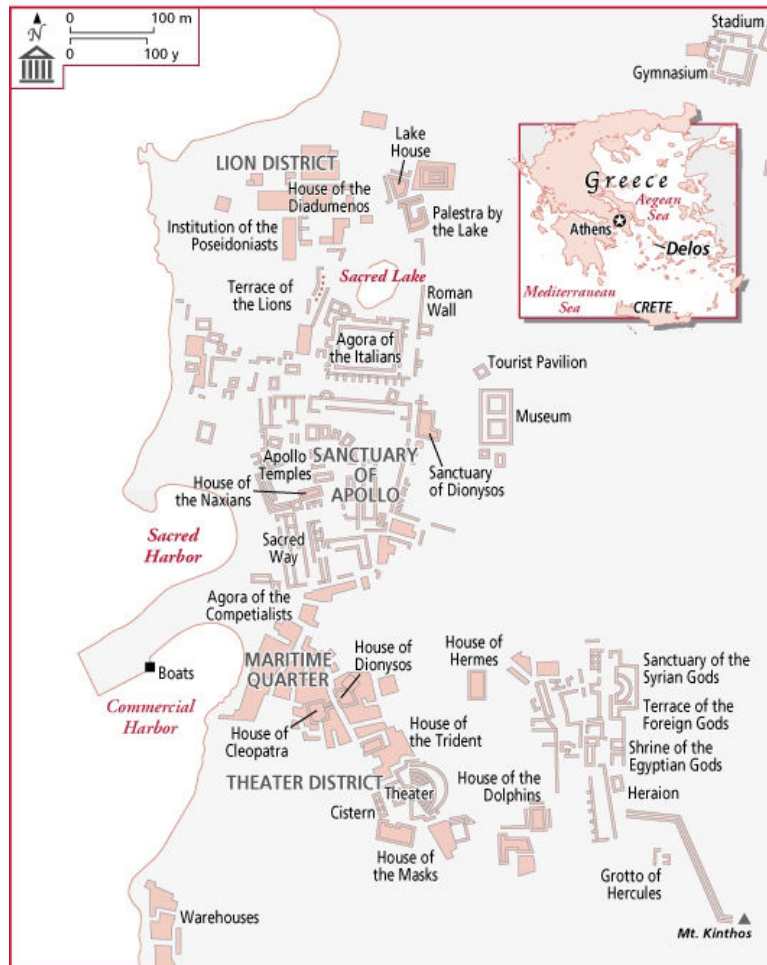 N
0 100 m
0 100 y
Stadium
Gymnasium
Lake
House
LION DISTRICT
House of the
Diadumenos
Institution of the
Poseidoniasts
Palestra by
the Lake
Greece
Aegean
Sea
Athens
Delos
Mediterranean
Sea
CRETE
Sacred Lake
Terrace of
the Lions
Roman
Wall
Agora of
the Italians
Tourist Pavilion
Museum
Apollo
Temples
SANCTUARY
OF
APOLLO
House of
the Naxians
Sanctuary
of Dionysos
Sacred
Harbor
Sacred
Way
Agora of the
Competialists
MARITIME
QUARTER
House of
Dionysos
House of
Hermes
Sanctuary of the
Syrian Gods
Boats
Commercial
Harbor
Terrace of the
Foreign Gods
House of
Cleopatra
House of
the Trident
Shrine of the
Egyptian Gods
THEATER DISTRICT
Theater
House of the
Dolphins
Heraion
Cistern
House of
the Masks
Grotto of
Hercules
Warehouses
Mt. Kinthos